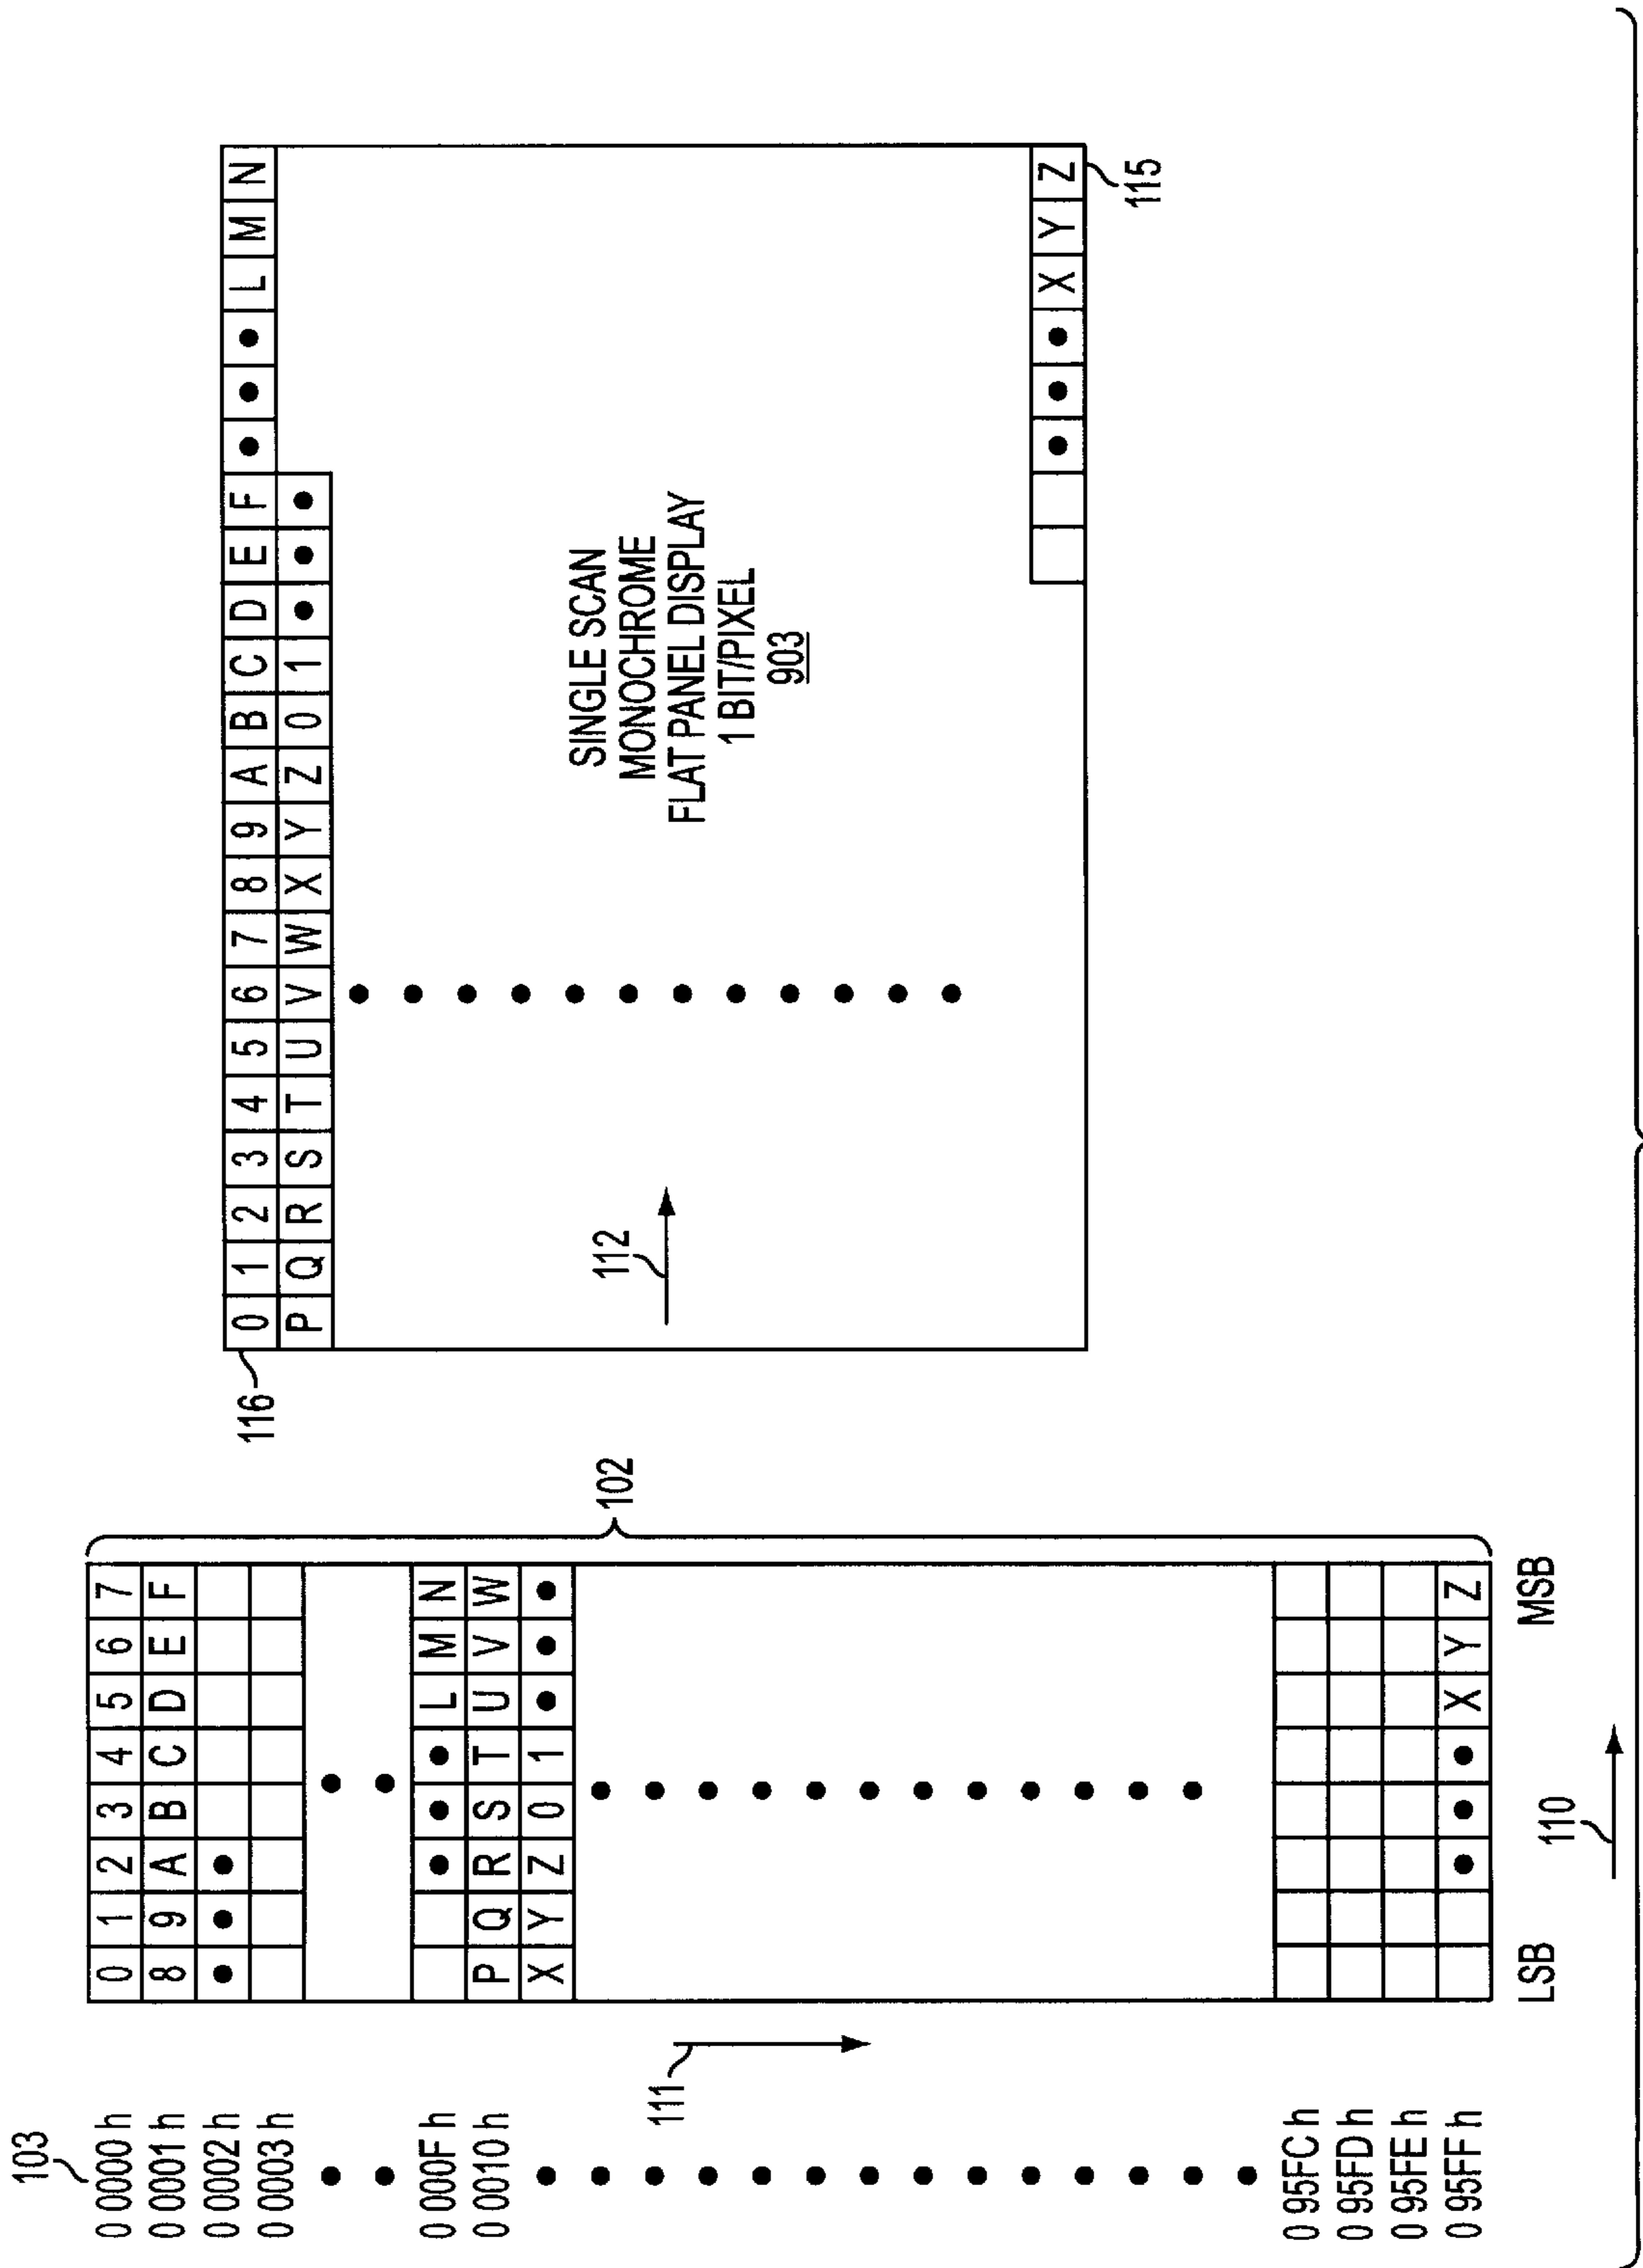 103
0 0000 h
0 0001 h
0 0002 h
0 0003 h
0 000F h
0 0010 h
0 95FC h
0 95FD h
0 95FE h
0 95FF h
111
0 1 2 3 4 5 6 7
8 9 A B C D E F
● ● ●
● ● ● L M N
P Q R S T U V W
X Y Z 0 1 ● ● ●
● ● ● X Y Z
LSB
MSB
110
102
116
0 1 2 3 4 5 6 7 8 9 A B C D E F ● ● ● L M N
P Q R S T U V W X Y Z 0 1 ● ● ●
112
SINGLE SCAN
MONOCHROME
FLAT PANEL DISPLAY
1 BIT/PIXEL
903
● ● ● X Y Z
115